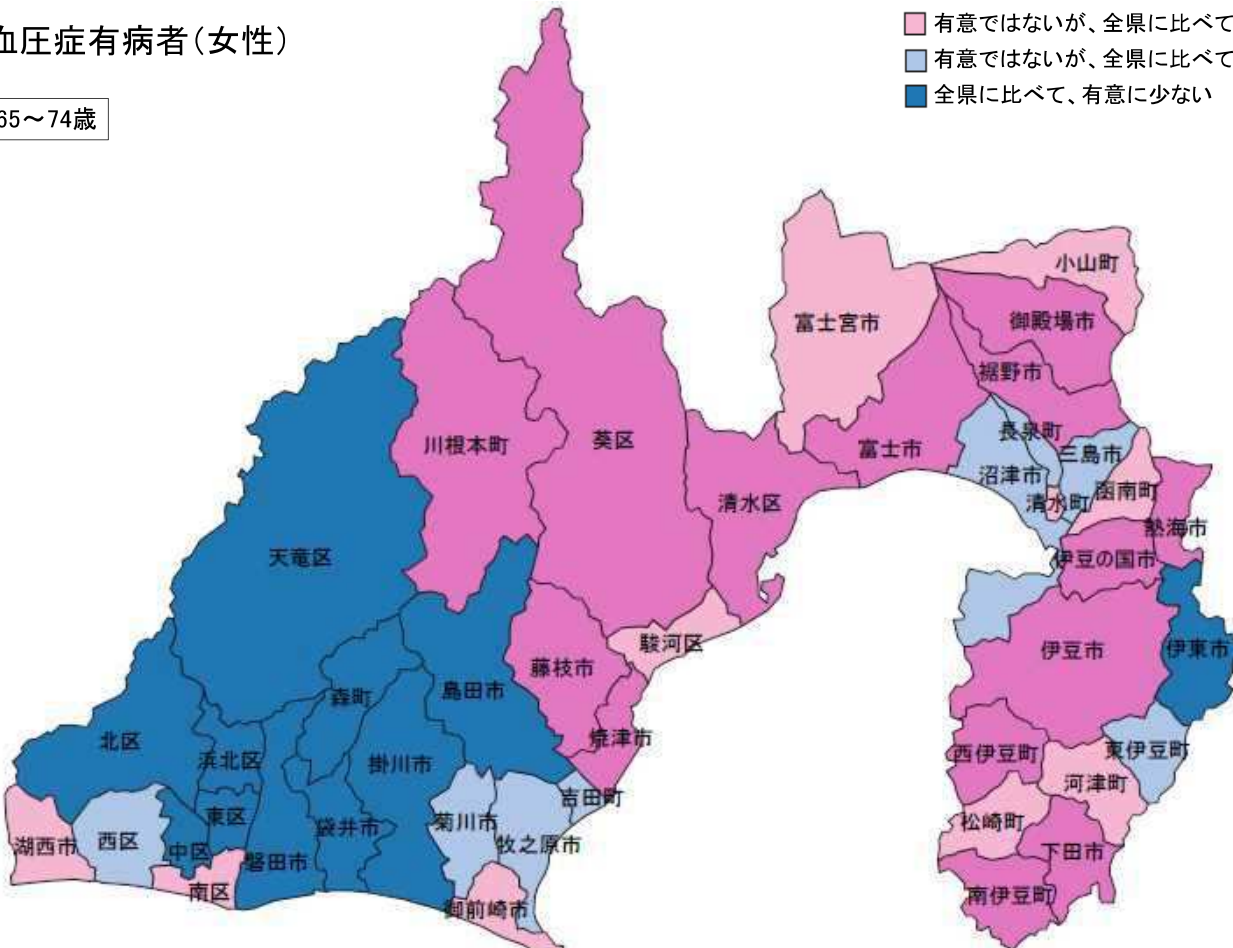 血圧症有病者(女性)
65～74歳
有意ではないが、全県に比べて
有意ではないが、全県に比べて
全県に比べて、有意に少ない
小山町
富士宮市
御殿場市
裾野市
川根本町
葵区
富士市
長泉町
三島市
沼津市
函南町
清水区
清水町
熱海市
天竜区
伊豆の国市
駿河区
伊豆市
伊東市
藤枝市
島田市
森町
焼津市
北区
浜北区
掛川市
西伊豆町
東伊豆町
河津町
吉田町
東区
袋井市
菊川市
松崎町
湖西市
西区
中区
磐田市
牧之原市
下田市
南区
御前崎市
南伊豆町